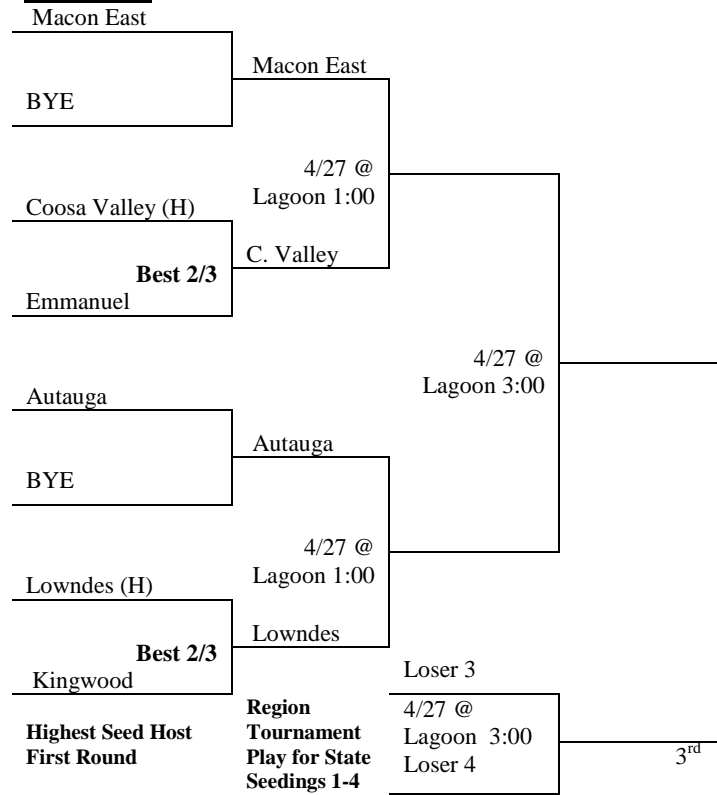 Macon East
Macon East
BYE
4/27 @
Lagoon 1:00
Coosa Valley (H)
C. Valley
Best 2/3
Emmanuel
4/27 @
Lagoon 3:00
Autauga
Autauga
BYE
4/27 @
Lagoon 1:00
Lowndes (H)
Lowndes
Best 2/3
Kingwood
Loser 3
4/27 @
Lagoon 3:00
Loser 4
3rd
Highest Seed Host
First Round
Region
Tournament
Play for State
Seedings 1-4